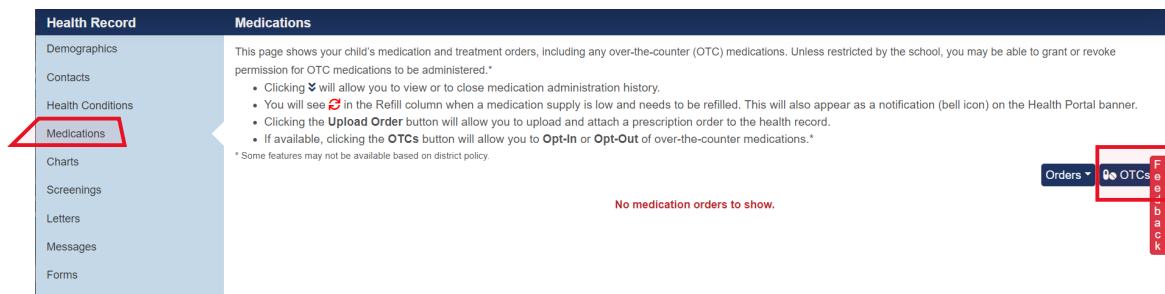 Health Record
Medications
Demographics
Contacts
Health Conditions
Medications
Charts
Screenings
Letters
Messages
Forms
This page shows your child's medication and treatment orders, including any over-the-counter (OTC) medications. Unless restricted by the school, you may be able to grant or revoke
permission for OTC medications to be administered.*
• Clicking will allow you to view or to close medication administration history.
• You will see in the Refill column when a medication supply is low and needs to be refilled. This will also appear as a notification (bell icon) on the Health Portal banner.
• Clicking the Upload Order button will allow you to upload and attach a prescription order to the health record.
• If available, clicking the OTCs button will allow you to Opt-In or Opt-Out of over-the-counter medications.*
* Some features may not be available based on district policy.
Orders
OTCs
No medication orders to show.
Feedback